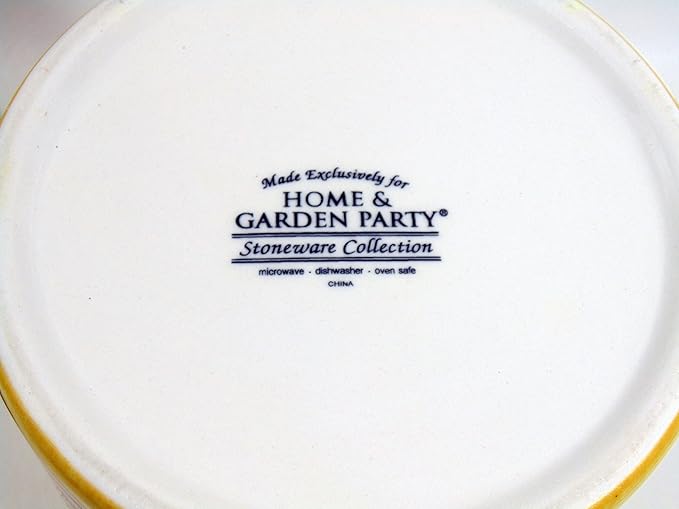 Made Exclusively for
HOME &
GARDEN PARTY®
Stoneware Collection
microwave - dishwasher - oven safe
CHINA